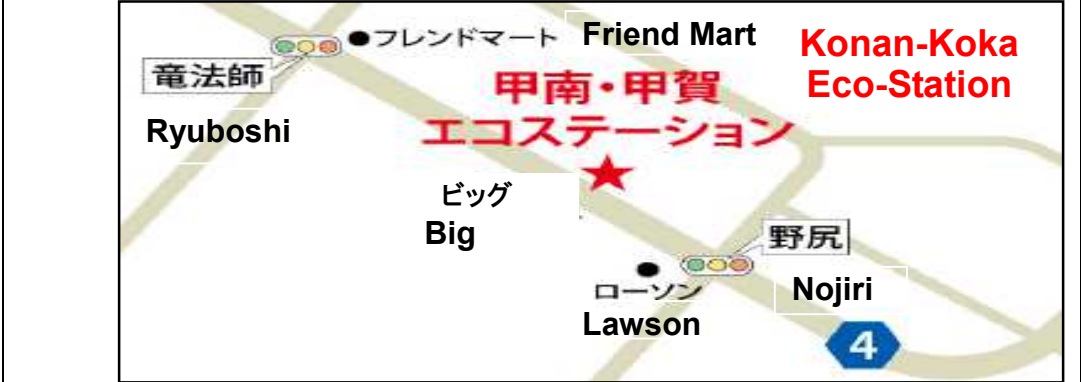 フレンドマート
Friend Mart
Konan-Koka
Eco-Station
竜法師
Ryuboshi
甲南・甲賀
エコステーション
ビッグ
Big
野尻
Nojiri
ローソン
Lawson
4